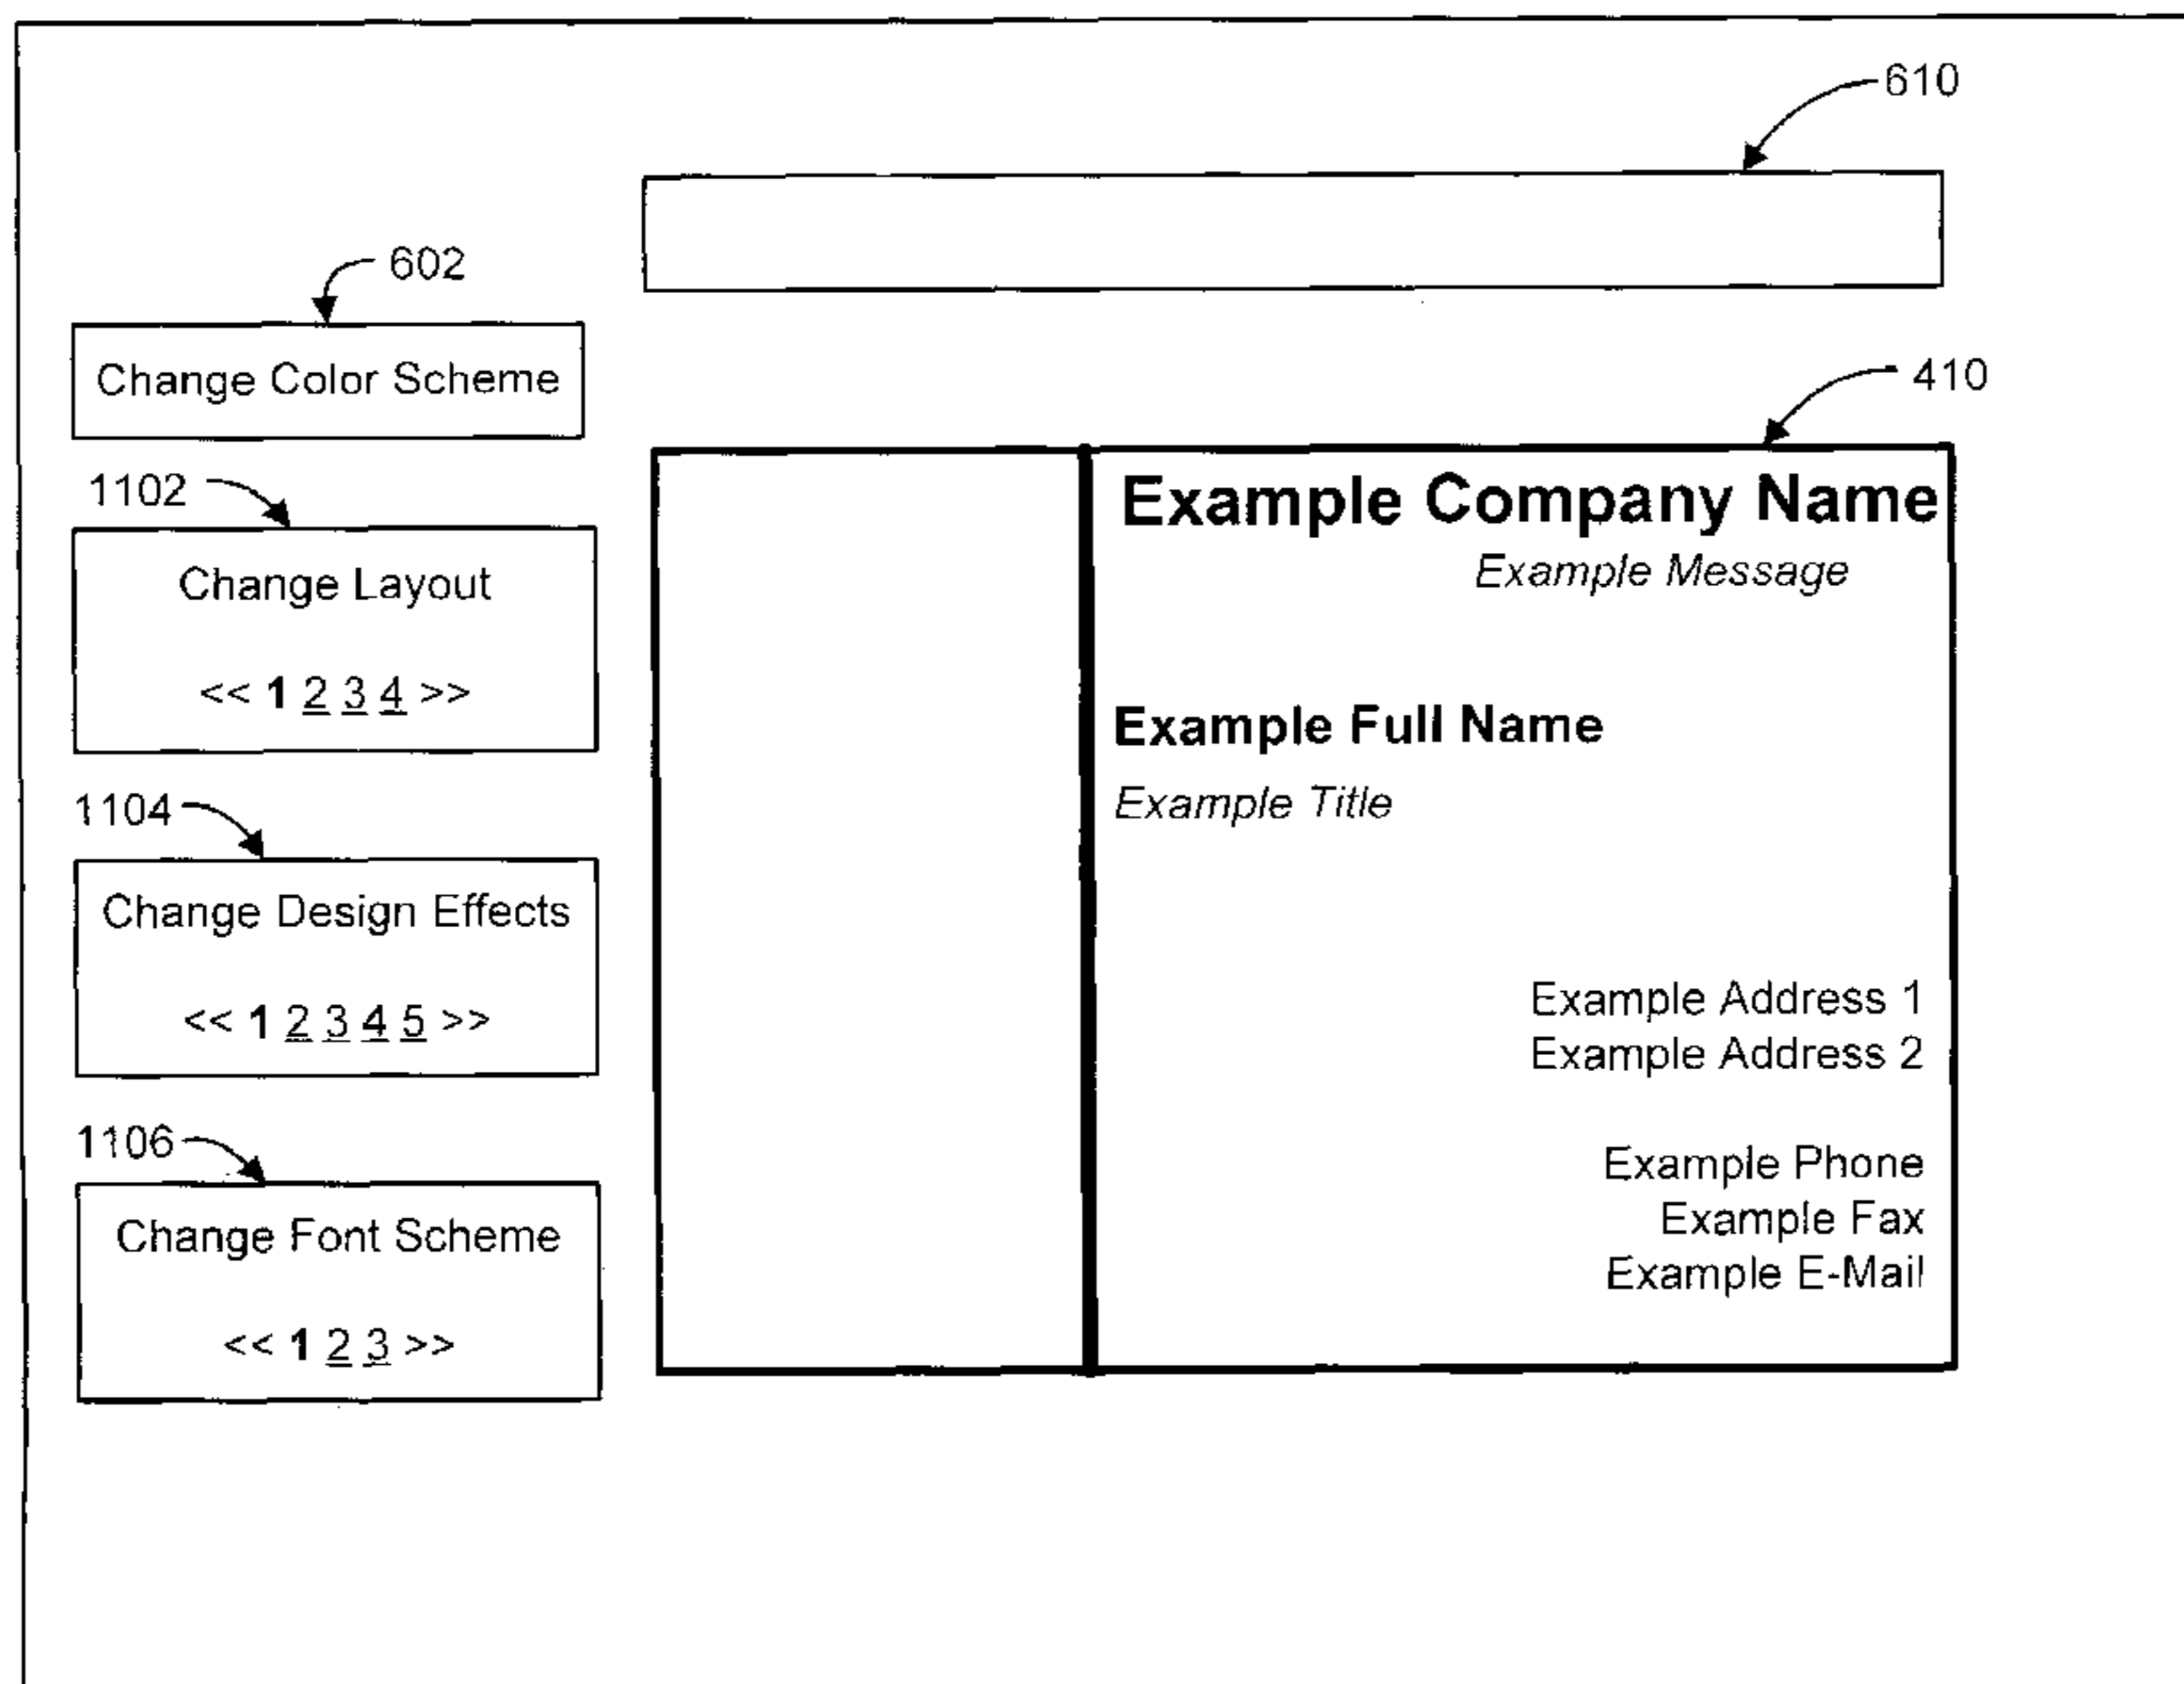 610
602
Change Color Scheme
410
1102
Change Layout
<< 1 2 3 4 >>
1104
Change Design Effects
<< 1 2 3 4 5 >>
1106
Change Font Scheme
<< 1 2 3 >>
Example Company Name
Example Message
Example Full Name
Example Title
Example Address 1
Example Address 2
Example Phone
Example Fax
Example E-Mail